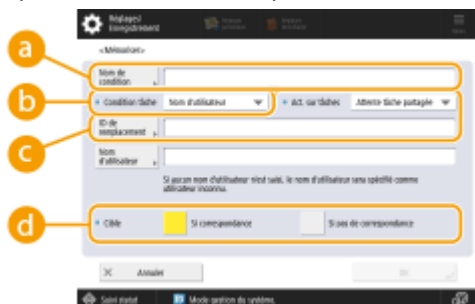 Réglages/
Enregistrement
<Mémoriser>
a
Nom de
condition
b
Condition tâche
Nom d'utilisateur
Act. sur tâches
Attente tâche partagée
c
ID de
remplacement
Nom
d'utilisateur
Si aucun nom d'utilisateur n'est saisi, le nom d'utilisateur sera spécifié comme
utilisateur inconnu.
d
Cible
Si correspondance
Si pas de correspondance
Annuler
OK
Suivi statut
Mode gestion du système.